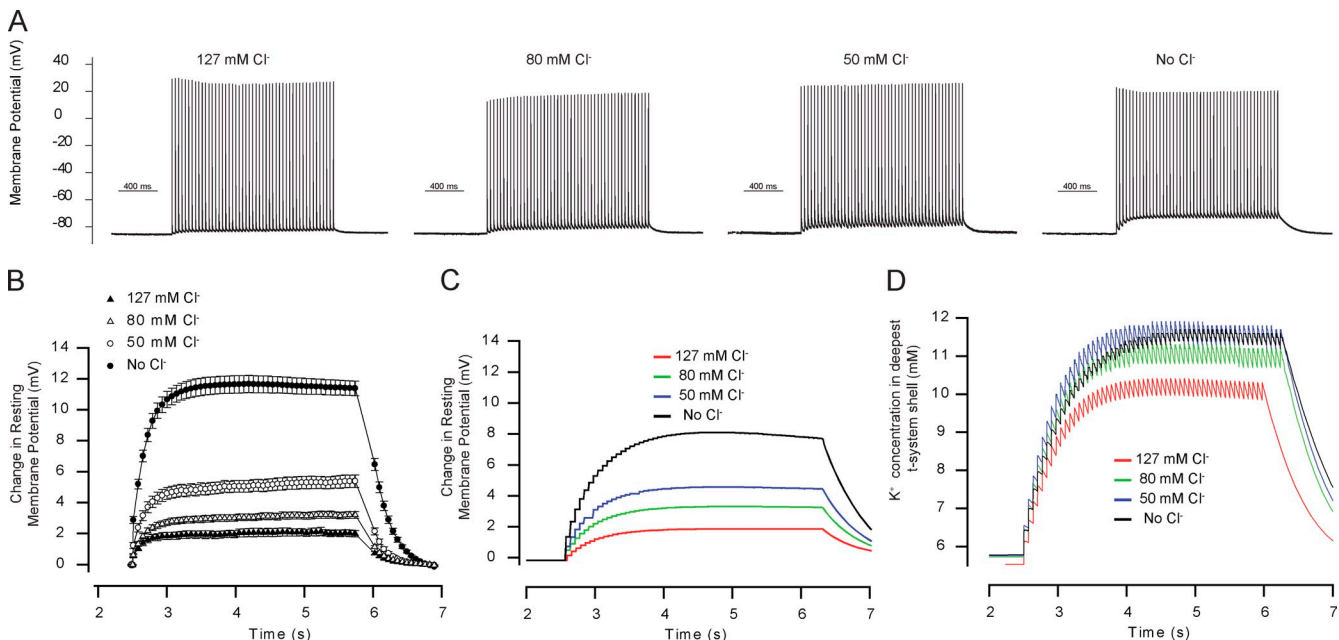 A
127 mM Cl-
80 mM Cl-
50 mM Cl-
No Cl-
Membrane Potential (mV)
40
20
0
-20
-40
-60
-80
400 ms
400 ms
400 ms
400 ms
B
127 mM Cl-
80 mM Cl-
50 mM Cl-
No Cl-
Change in Resting
Membrane Potential (mV)
14
12
10
8
6
4
2
0
2 3 4 5 6 7
Time (s)
C
127 mM Cl-
80 mM Cl-
50 mM Cl-
No Cl-
Change in Resting
Membrane Potential (mV)
14
12
10
8
6
4
2
0
2 3 4 5 6 7
Time (s)
D
K+ concentration in deepest
t-system shell (mM)
12
11
10
9
8
7
6
127 mM Cl-
80 mM Cl-
50 mM Cl-
No Cl-
2 3 4 5 6 7
Time (s)